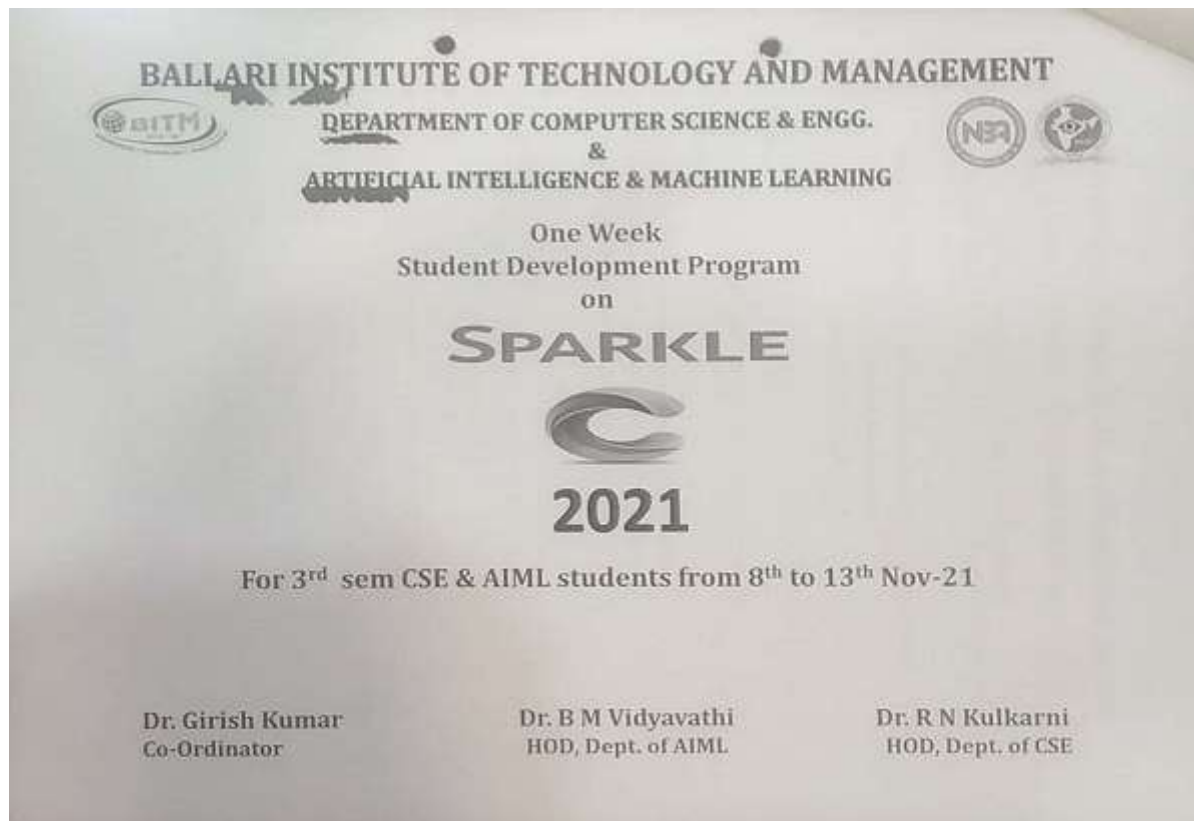 BALLARI INSTITUTE OF TECHNOLOGY AND MANAGEMENT
BITM
DEPARTMENT OF COMPUTER SCIENCE & ENGG.
NBA
&
ARTIFICIAL INTELLIGENCE & MACHINE LEARNING
One Week
Student Development Program
on
SPARKLE
C
2021
For 3rd sem CSE & AIML students from 8th to 13th Nov-21
Dr. Girish Kumar
Co-Ordinator
Dr. B M Vidyavathi
HOD, Dept. of AIML
Dr. R N Kulkarni
HOD, Dept. of CSE